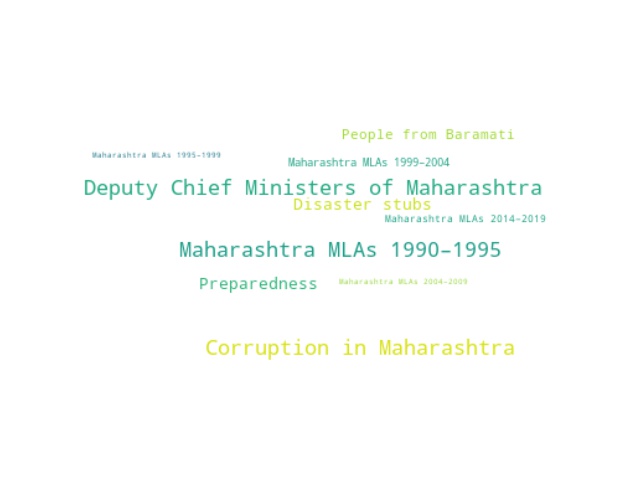 People from Baramati
Maharashtra MLAs 1995–1999
Maharashtra MLAs 1999–2004
Deputy Chief Ministers of Maharashtra
Disaster stubs
Maharashtra MLAs 2014–2019
Maharashtra MLAs 1990–1995
Preparedness
Maharashtra MLAs 2004–2009
Corruption in Maharashtra